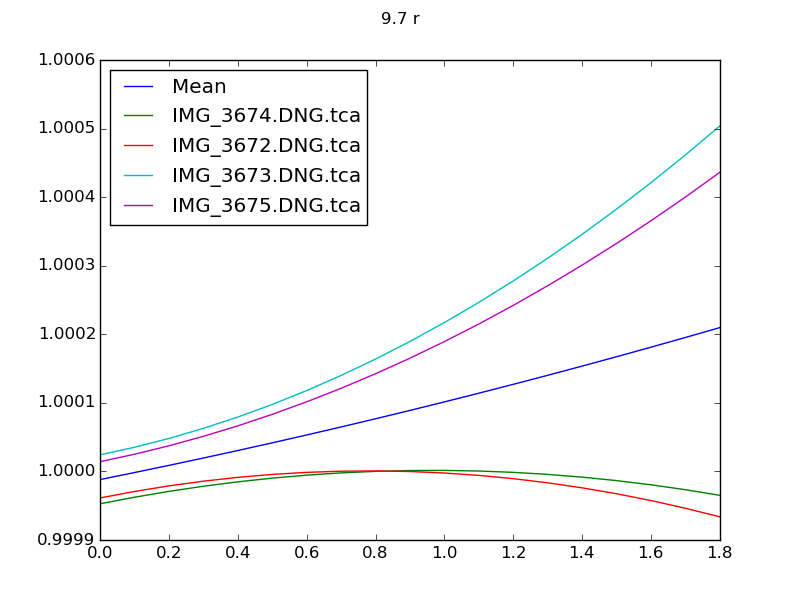 9.7 r
1.0006
1.0005
1.0004
1.0003
1.0002
1.0001
1.0000
0.9999
Mean
IMG_3674.DNG.tca
IMG_3672.DNG.tca
IMG_3673.DNG.tca
IMG_3675.DNG.tca
0.0 0.2 0.4 0.6 0.8 1.0 1.2 1.4 1.6 1.8